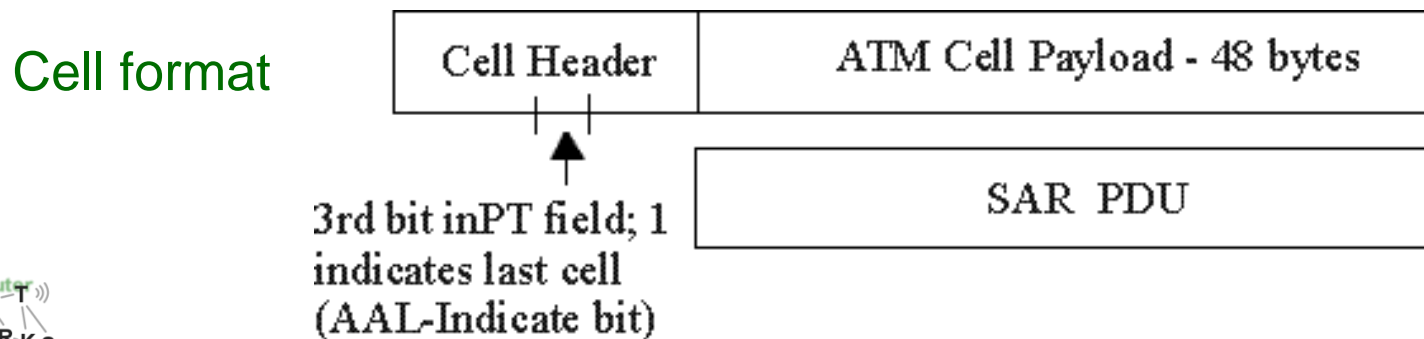 Cell format
Cell Header
ATM Cell Payload - 48 bytes
3rd bit inPT field; 1
indicates last cell
(AAL-Indicate bit)
SAR PDU
T